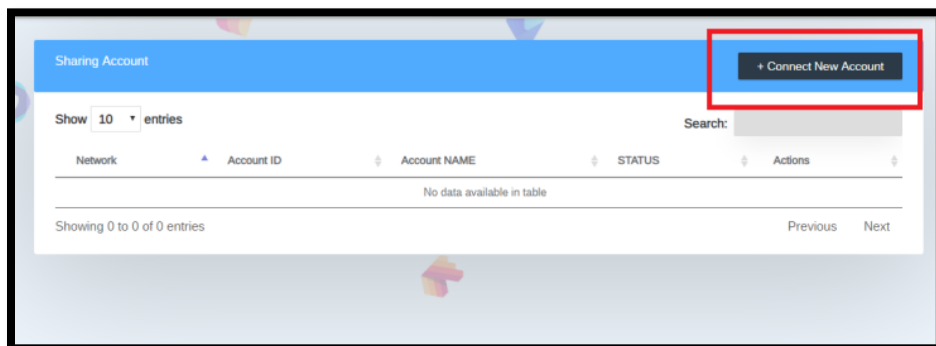 Sharing Account
+ Connect New Account
Show 10 entries
Search:
Network Account ID Account NAME STATUS Actions
No data available in table
Showing 0 to 0 of 0 entries
Previous Next